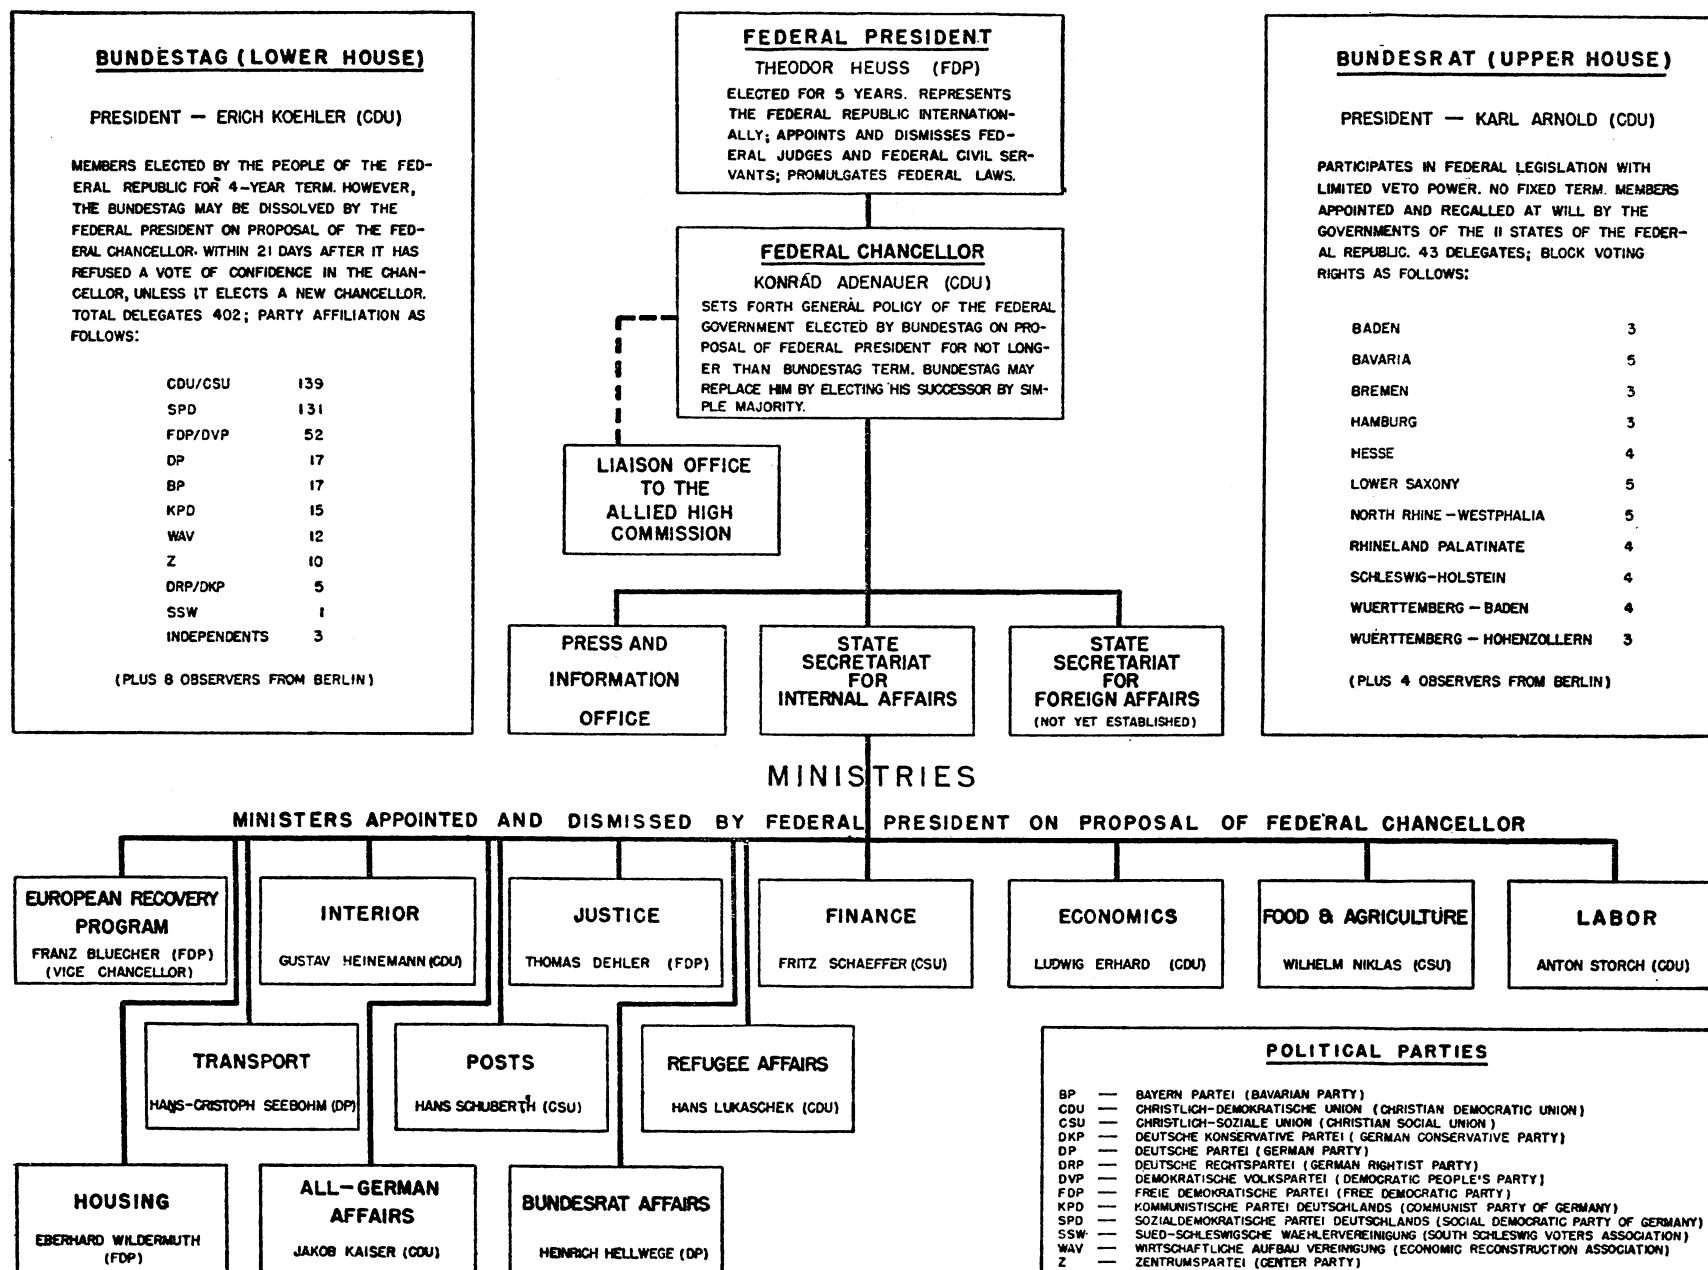 BUNDESTAG (LOWER HOUSE)
PRESIDENT — ERICH KOEHLER (CDU)
MEMBERS ELECTED BY THE PEOPLE OF THE FED-
ERAL REPUBLIC FOR 4-YEAR TERM. HOWEVER,
THE BUNDESTAG MAY BE DISSOLVED BY THE
FEDERAL PRESIDENT ON PROPOSAL OF THE FED-
ERAL CHANCELLOR. WITHIN 21 DAYS AFTER IT HAS
REFUSED A VOTE OF CONFIDENCE IN THE CHAN-
CELLOR, UNLESS IT ELECTS A NEW CHANCELLOR.
TOTAL DELEGATES 402; PARTY AFFILIATION AS
FOLLOWS:
CDU/CSU 139
SPD 131
FDP/DVP 52
DP 17
BP 17
KPD 15
WAV 12
Z 10
DRP/DKP 5
SSW 1
INDEPENDENTS 3
(PLUS 8 OBSERVERS FROM BERLIN)
FEDERAL PRESIDENT
THEODOR HEUSS (FDP)
ELECTED FOR 5 YEARS. REPRESENTS
THE FEDERAL REPUBLIC INTERNATION-
ALLY; APPOINTS AND DISMISSES FED-
ERAL JUDGES AND FEDERAL CIVIL SER-
VANTS; PROMULGATES FEDERAL LAWS.
FEDERAL CHANCELLOR
KONRAD ADENAUER (CDU)
SETS FORTH GENERAL POLICY OF THE FEDERAL
GOVERNMENT ELECTED BY BUNDESTAG ON PRO-
POSAL OF FEDERAL PRESIDENT FOR NOT LONG-
ER THAN BUNDESTAG TERM. BUNDESTAG MAY
REPLACE HIM BY ELECTING HIS SUCCESSOR BY SIM-
PLE MAJORITY.
LIAISON OFFICE
TO THE
ALLIED HIGH
COMMISSION
BUNDESRAT (UPPER HOUSE)
PRESIDENT — KARL ARNOLD (CDU)
PARTICIPATES IN FEDERAL LEGISLATION WITH
LIMITED VETO POWER. NO FIXED TERM. MEMBERS
APPOINTED AND RECALLED AT WILL BY THE
GOVERNMENTS OF THE 11 STATES OF THE FEDER-
AL REPUBLIC. 43 DELEGATES; BLOCK VOTING
RIGHTS AS FOLLOWS:
BADEN 3
BAVARIA 5
BREMEN 3
HAMBURG 3
HESSE 4
LOWER SAXONY 5
NORTH RHINE-WESTPHALIA 5
RHINELAND PALATINATE 4
SCHLESWIG-HOLSTEIN 4
WUERTTEMBERG-BADEN 4
WUERTTEMBERG-HOHENZOLLERN 3
(PLUS 4 OBSERVERS FROM BERLIN)
PRESS AND
INFORMATION
OFFICE
STATE
SECRETARIAT
FOR
INTERNAL AFFAIRS
STATE
SECRETARIAT
FOR
FOREIGN AFFAIRS
(NOT YET ESTABLISHED)
MINISTRIES
MINISTERS APPOINTED AND DISMISSED BY FEDERAL PRESIDENT ON PROPOSAL OF FEDERAL CHANCELLOR
EUROPEAN RECOVERY
PROGRAM
FRANZ BLUECHER (FDP)
(VICE CHANCELLOR)
INTERIOR
GUSTAV HEINEMANN (CDU)
JUSTICE
THOMAS DEHLER (FDP)
FINANCE
FRITZ SCHAEFFER (CSU)
ECONOMICS
LUDWIG ERHARD (CDU)
FOOD & AGRICULTURE
WILHELM NIKLAS (CSU)
LABOR
ANTON STORCH (CDU)
TRANSPORT
HANS-CRISTOPH SEEBOHM (DP)
POSTS
HANS SCHUBERTH (CSU)
REFUGEE AFFAIRS
HANS LUKASCHEK (CDU)
HOUSING
EBERHARD WILDERMUTH
(FDP)
ALL-GERMAN
AFFAIRS
JAKOB KAISER (CDU)
BUNDESRAT AFFAIRS
HEINRICH HELLWEGE (DP)
POLITICAL PARTIES
BP — BAYERN PARTEI (BAVARIAN PARTY)
CDU — CHRISTLICH-DEMOKRATISCHE UNION (CHRISTIAN DEMOCRATIC UNION)
CSU — CHRISTLICH-SOZIALE UNION (CHRISTIAN SOCIAL UNION)
DKP — DEUTSCHE KONSERVATIVE PARTEI (GERMAN CONSERVATIVE PARTY)
DP — DEUTSCHE PARTEI (GERMAN PARTY)
DRP — DEUTSCHE RECHTSPARTEI (GERMAN RIGHTIST PARTY)
DVP — DEMOKRATISCHE VOLKSPARTEI (DEMOCRATIC PEOPLE'S PARTY)
FDP — FREIE DEMOKRATISCHE PARTEI (FREE DEMOCRATIC PARTY)
KPD — KOMMUNISTISCHE PARTEI DEUTSCHLANDS (COMMUNIST PARTY OF GERMANY)
SPD — SOZIALDEMOKRATISCHE PARTEI DEUTSCHLANDS (SOCIAL DEMOCRATIC PARTY OF GERMANY)
SSW — SUED-SCHLESWIGSCHE WAEHLERVEREINIGUNG (SOUTH SCHLESWIG VOTERS ASSOCIATION)
WAV — WIRTSCHAFTLICHE AUFBAU VEREINIGUNG (ECONOMIC RECONSTRUCTION ASSOCIATION)
Z — ZENTRUMSPARTEI (CENTER PARTY)